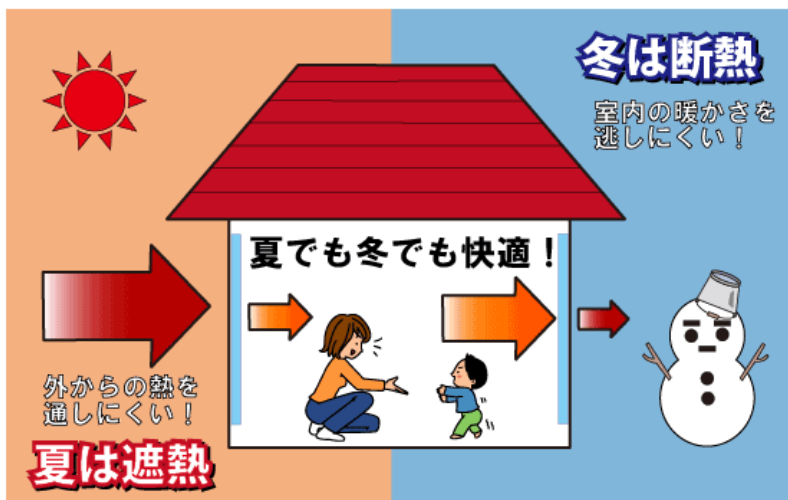 冬は断熱
室内の暖かさを
逃しにくい！
夏でも冬でも快適！
外からの熱を
通しにくい！
夏は遮熱